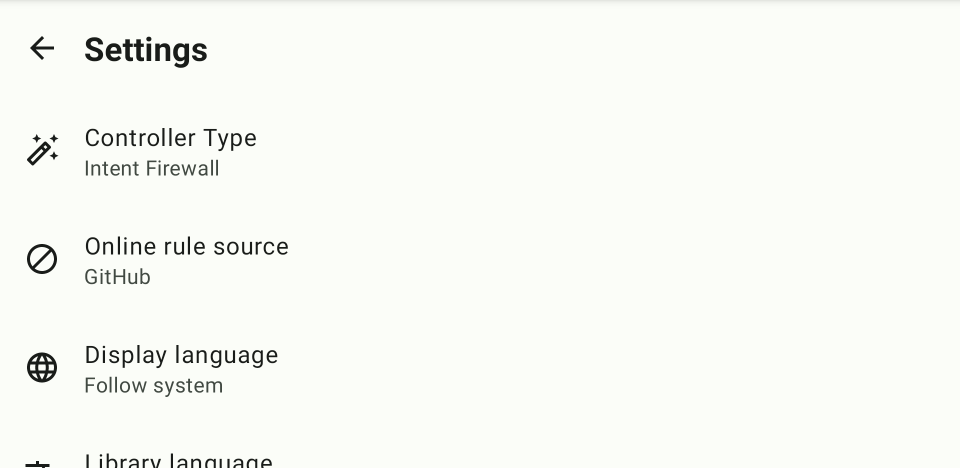 Settings
Controller Type
Intent Firewall
Online rule source
GitHub
Display language
Follow system
Library language